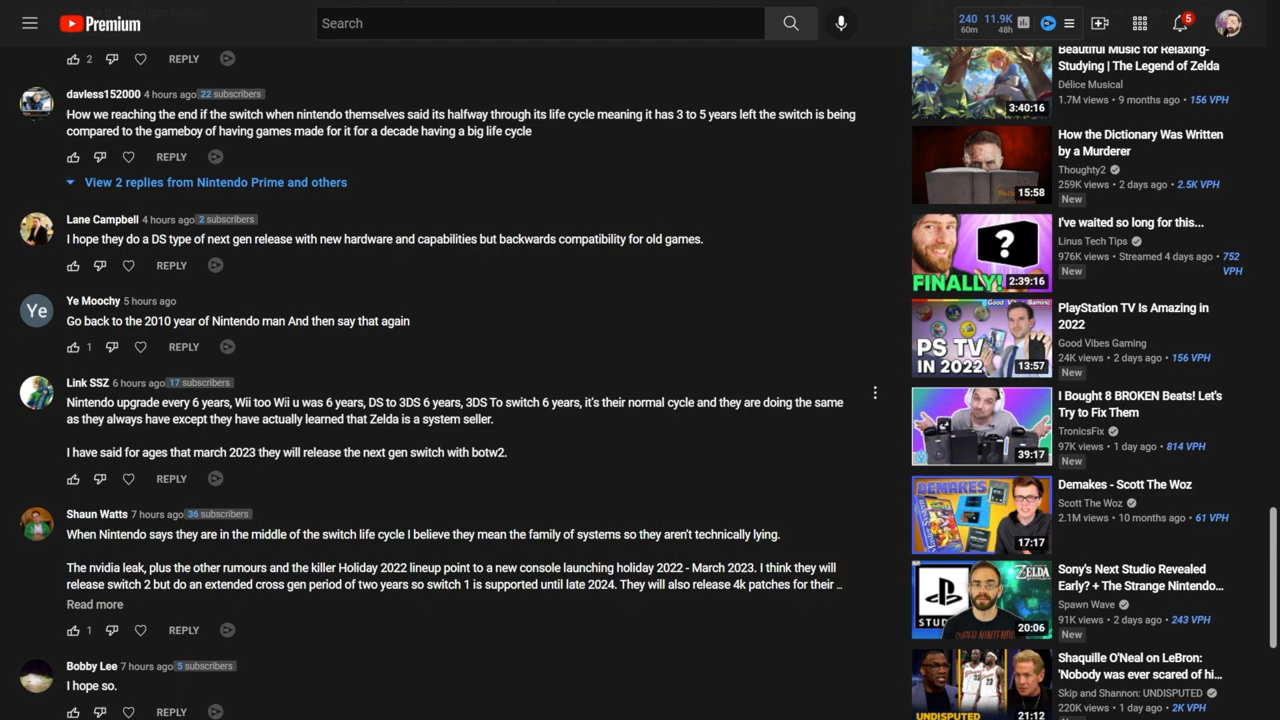 Premium
Search
240 11.9K
60m 48h
5
2
REPLY
davless152000 4 hours ago 22 subscribers
How we reaching the end if the switch when nintendo themselves said its halfway through its life cycle meaning it has 3 to 5 years left the switch is being
compared to the gameboy of having games made for it for a decade having a big life cycle
REPLY
View 2 replies from Nintendo Prime and others
Lane Campbell 4 hours ago 2 subscribers
I hope they do a DS type of next gen release with new hardware and capabilities but backwards compatibility for old games.
REPLY
Ye
Ye Moochy 5 hours ago
Go back to the 2010 year of Nintendo man And then say that again
1
REPLY
Link SSZ 6 hours ago 17 subscribers
Nintendo upgrade every 6 years, Wii too Wii u was 6 years, DS to 3DS 6 years, 3DS To switch 6 years, it's their normal cycle and they are doing the same
as they always have except they have actually learned that Zelda is a system seller.
I have said for ages that march 2023 they will release the next gen switch with botw2.
REPLY
Shaun Watts 7 hours ago 36 subscribers
When Nintendo says they are in the middle of the switch life cycle I believe they mean the family of systems so they aren't technically lying.
The nvidia leak, plus the other rumours and the killer Holiday 2022 lineup point to a new console launching holiday 2022 - March 2023. I think they will
release switch 2 but do an extended cross gen period of two years so switch 1 is supported until late 2024. They will also release 4k patches for their ...
Read more
1
REPLY
Bobby Lee 7 hours ago 5 subscribers
I hope so.
REPLY
3:40:16
Beautiful Music for Relaxing-
Studying | The Legend of Zelda
Délice Musical
1.7M views • 9 months ago • 156 VPH
15:58
How the Dictionary Was Written
by a Murderer
Thoughty2
259K views • 2 days ago • 2.5K VPH
New
?
FINALLY!
2:39:16
I've waited so long for this...
Linus Tech Tips
976K views • Streamed 4 days ago • 752
VPH
New
Good Vibes Gaming
PS TV
IN 2022
13:57
PlayStation TV Is Amazing in
2022
Good Vibes Gaming
24K views • 2 days ago • 156 VPH
New
39:17
I Bought 8 BROKEN Beats! Let's
Try to Fix Them
TronicsFix
97K views • 1 day ago • 814 VPH
New
DEMAKES
17:17
Demakes - Scott The Woz
Scott The Woz
2.1M views • 10 months ago • 61 VPH
ZELDA
STUD
SUPER NINTENDO
20:06
Sony's Next Studio Revealed
Early? + The Strange Nintendo...
Spawn Wave
91K views • 2 days ago • 243 VPH
New
UNDISPUTED
21:12
Shaquille O'Neal on LeBron:
'Nobody was ever scared of hi...
Skip and Shannon: UNDISPUTED
220K views • 1 day ago • 2K VPH